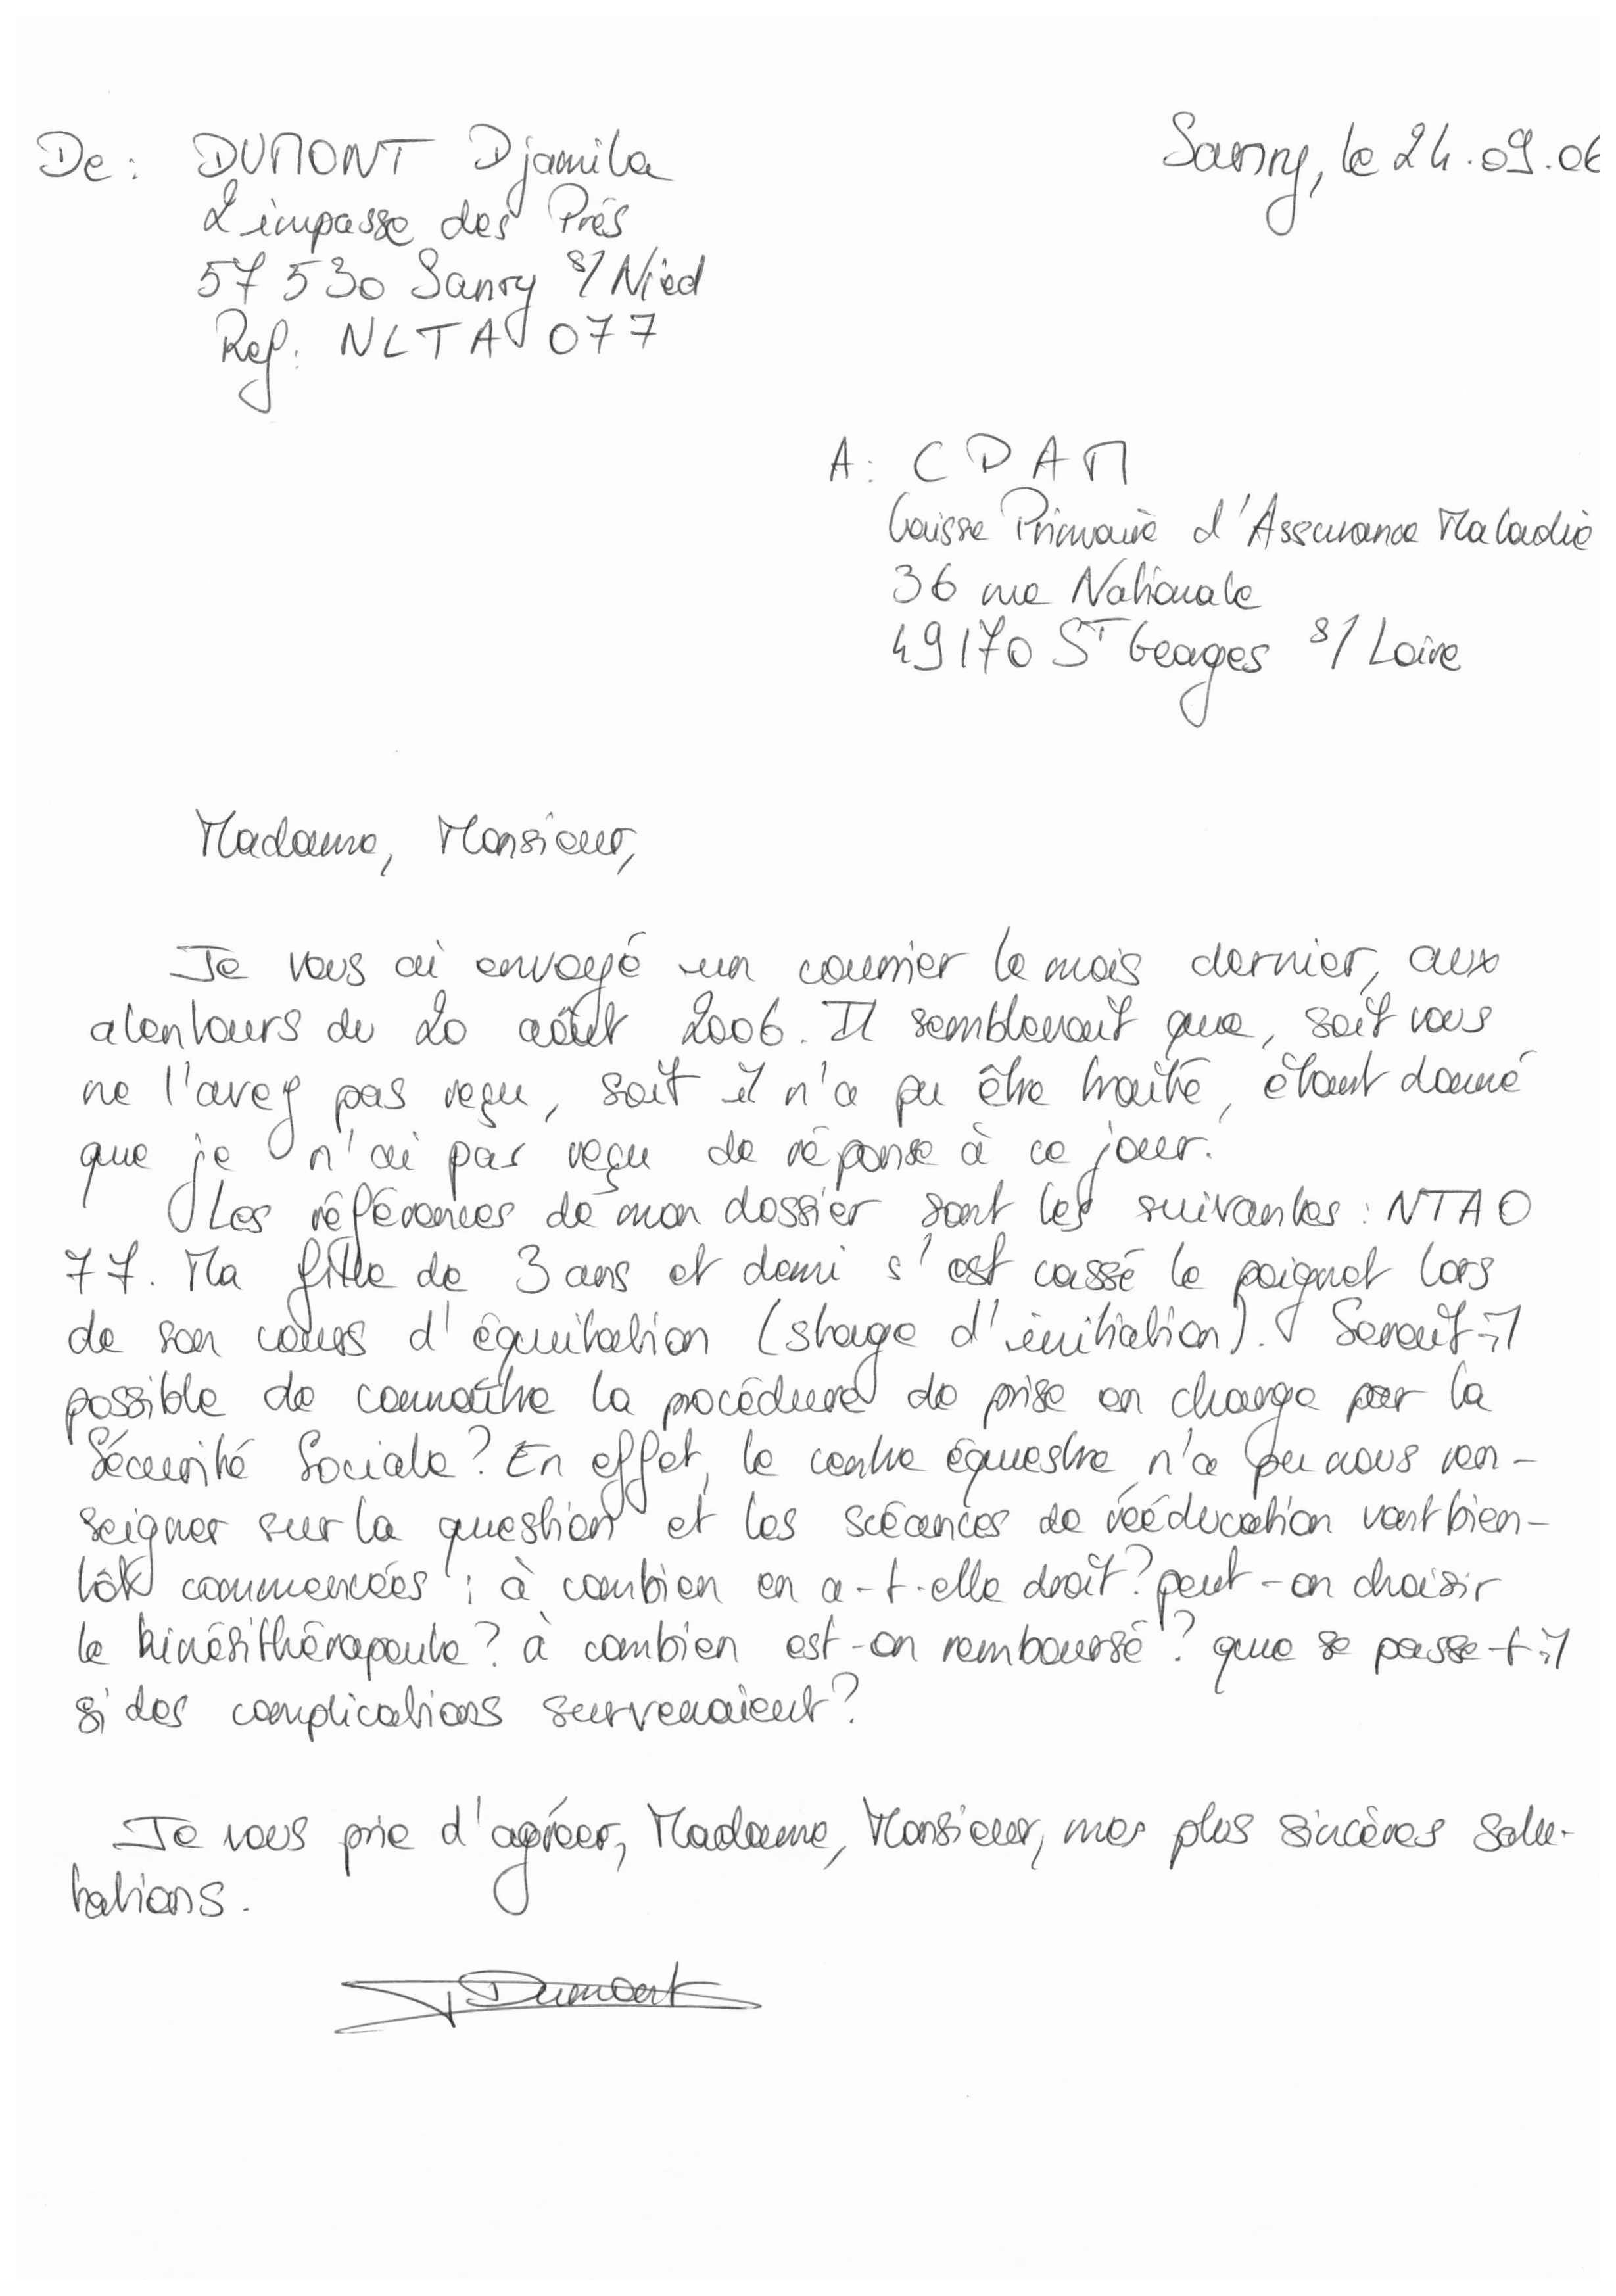 De : DUMONT Djamila
Sanry, le 24.09.06
2 impasse des Prés
57 530 Sanry s/ Nied
Ref : NLTA 077
A : CPAM
Caisse Primaire d'Assurance Maladie
36 rue Nationale
49170 St Georges s/ Loire
Madame, Monsieur,
Je vous ai envoyé un courrier le mois dernier, aux
alentours du 20 août 2006. Il semblerait que, soit vous
ne l'avez pas reçu, soit il n'a pu être traité, étant donné
que je n'ai pas reçu de réponse à ce jour.
Les références de mon dossier sont les suivantes : NTAO
77. Ma fille de 3 ans et demi s'est cassé le poignet lors
de son cours d'équitation (stage d'initiation). Serait-il
possible de connaître la procédure de prise en charge par la
Sécurité Sociale ? En effet, le centre équestre n'a pu nous ren-
seigner sur la question et les scéances de rééducation vont bien-
tôt commencées ; à combien en a-t-elle droit ? peut-on choisir
le kinésithérapeute ? à combien est-on remboursé ? que se passe-t-il
si des complications survenaient ?
Je vous prie d'agréer, Madame, Monsieur, mes plus sincères salu-
tations.
Dumont